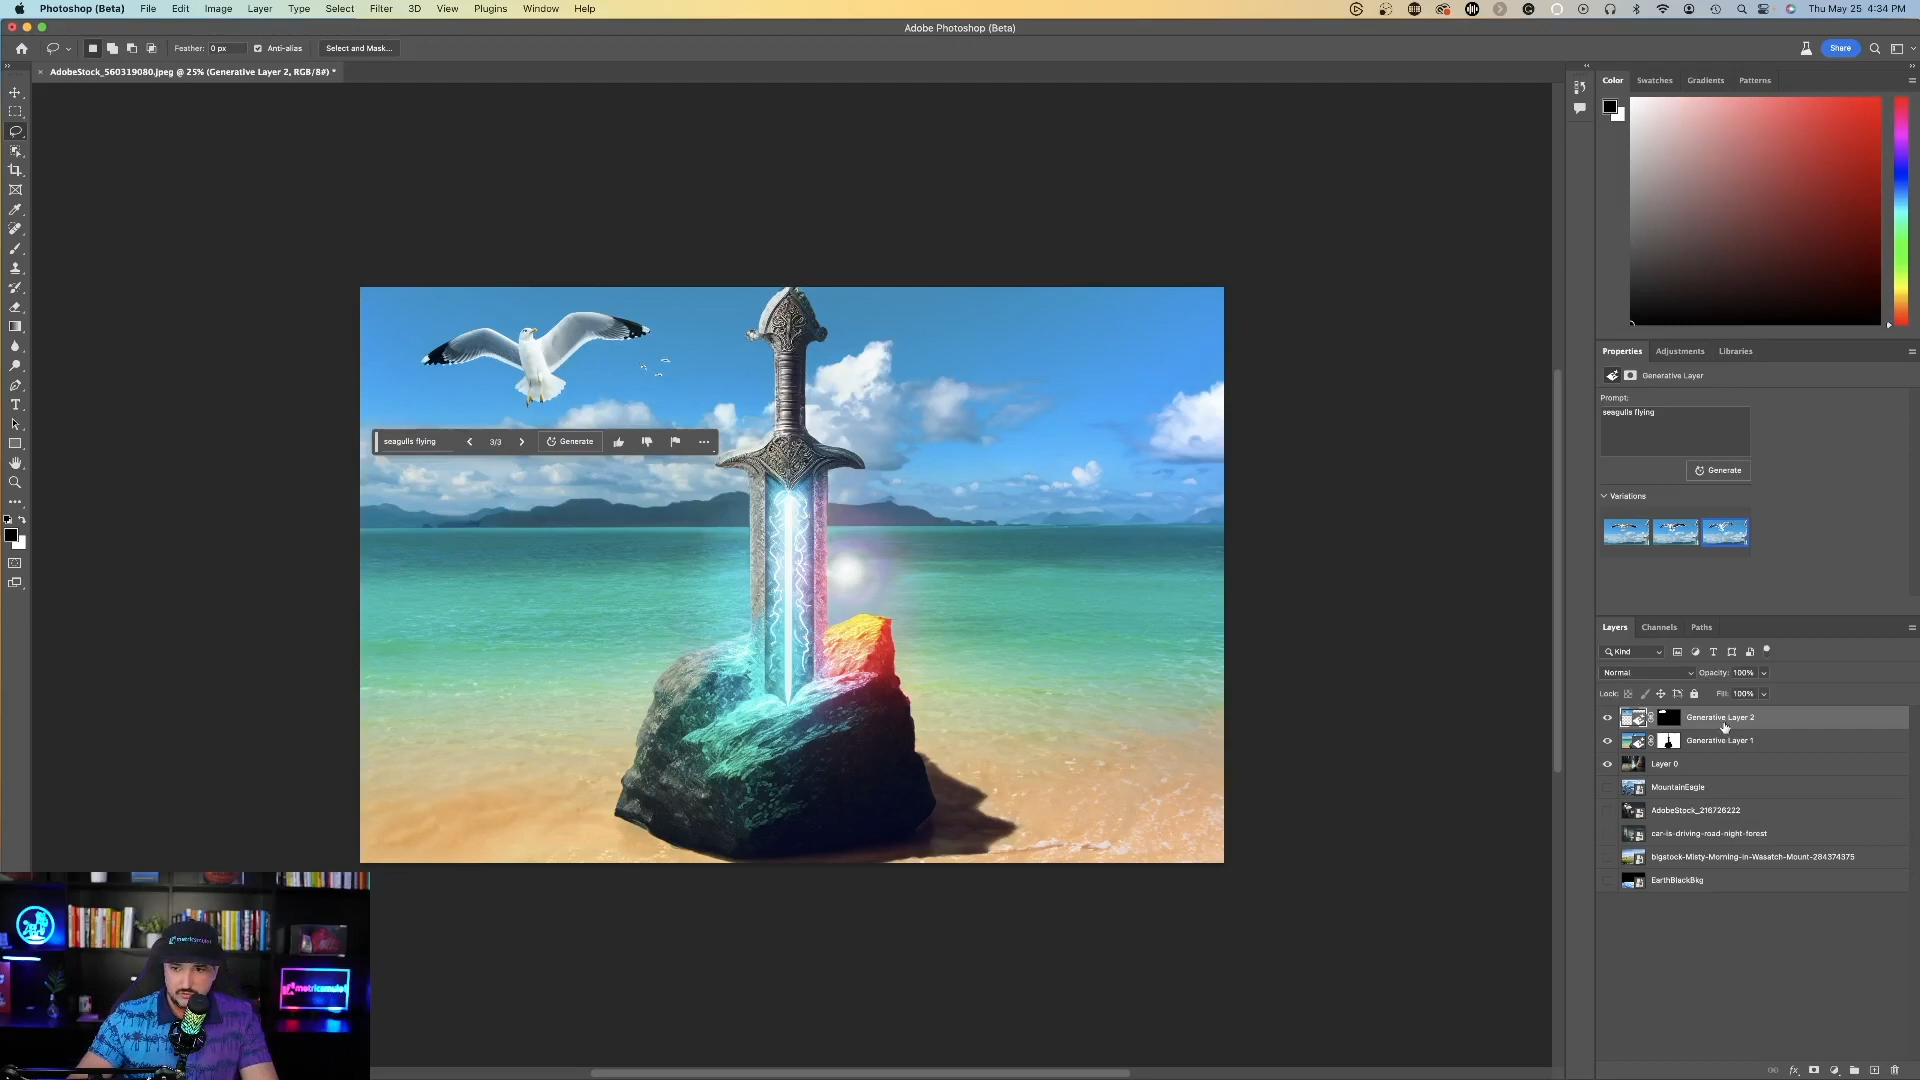 Photoshop (Beta) File Edit Image Layer Type Select Filter 3D View Plugins Window Help Thu May 25 4:34 PM
Adobe Photoshop (Beta)
Feather: 0 px Anti-alias Select and Mask... Share
× AdobeStock_560319080.jpeg @ 25% (Generative Layer 2, RGB/8#) *
Color Swatches Gradients Patterns
Properties Adjustments Libraries
Generative Layer
Prompt:
seagulls flying
Generate
Variations
seagulls flying 3/3 Generate
Layers Channels Paths
Kind
Normal Opacity: 100%
Lock: Fill: 100%
Generative Layer 2
Generative Layer 1
Layer 0
MountainEagle
AdobeStock_216726222
car-is-driving-road-night-forest
bigstock-Misty-Morning-in-Wasatch-Mount-284374375
EarthBlackBkg
metricsmule
metricsmule